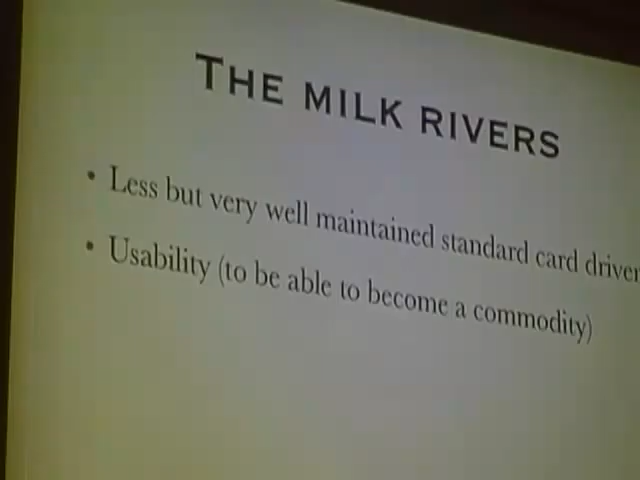 THE MILK RIVERS
• Less but very well maintained standard card driver
• Usability (to be able to become a commodity)